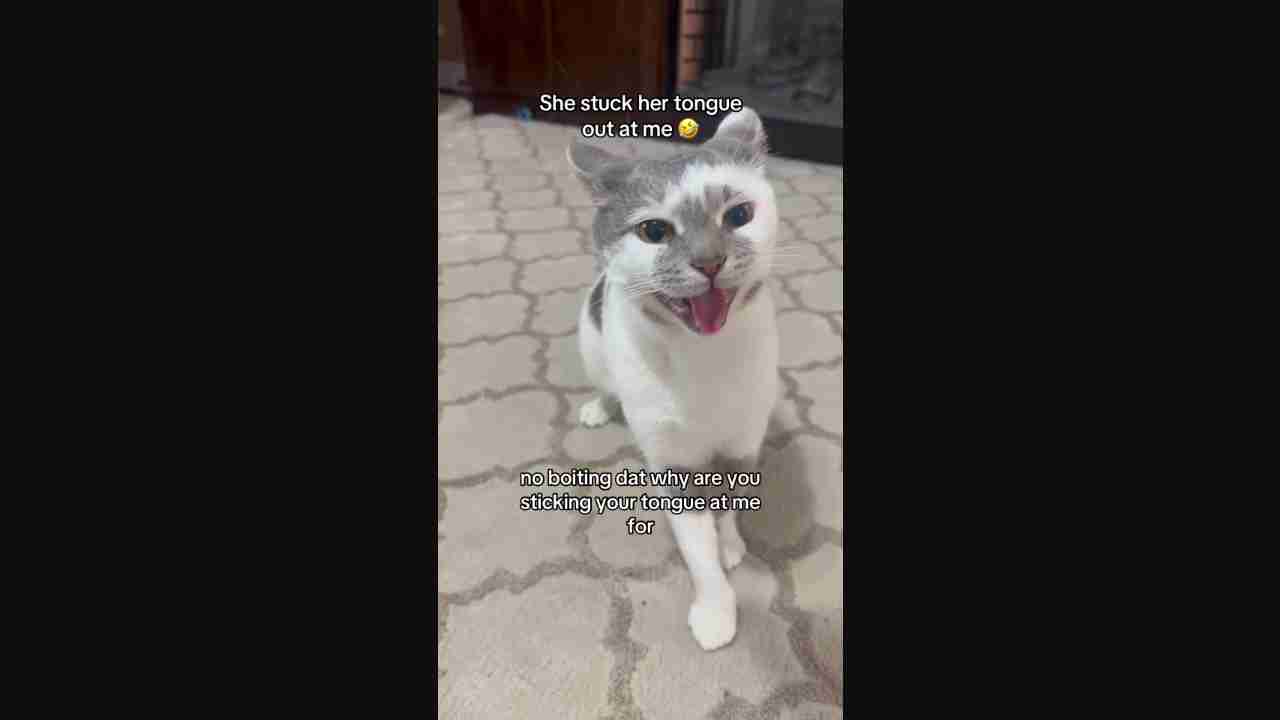 She stuck her tongue
out at me 🤣
no boiting dat why are you
sticking your tongue at me
for